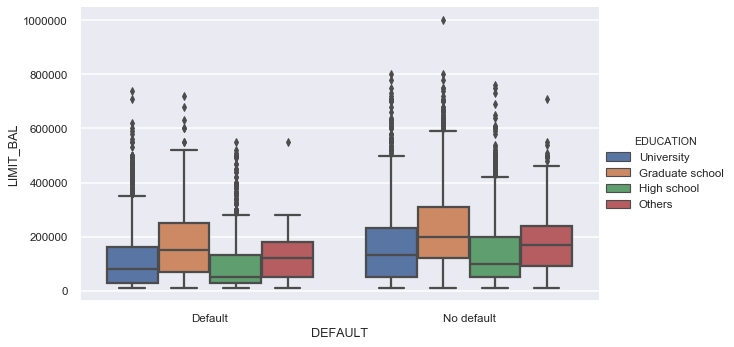 1000000
800000
600000
400000
200000
0
LIMIT_BAL
Default
No default
DEFAULT
EDUCATION
University
Graduate school
High school
Others